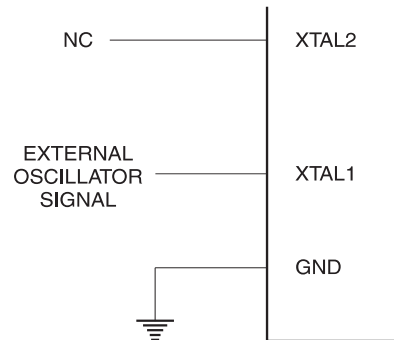 NC
XTAL2
EXTERNAL
OSCILLATOR
SIGNAL
XTAL1
GND